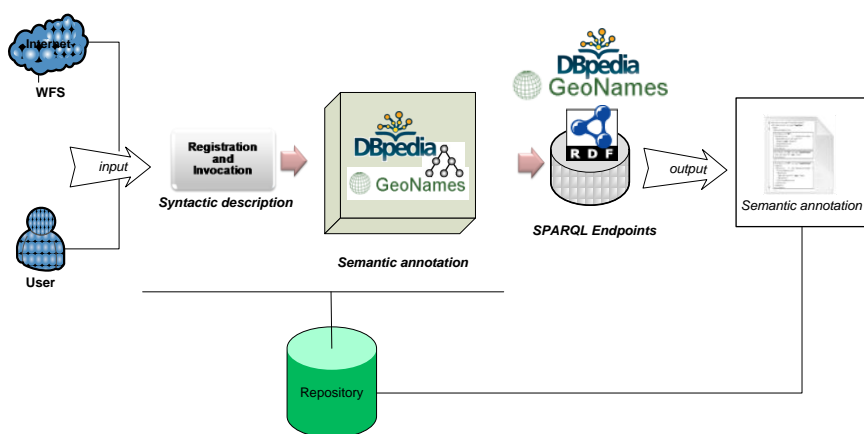 Internet
WFS
User
input
Registration
and
Invocation
Syntactic description
DBpedia
GeoNames
Semantic annotation
DBpedia
GeoNames
RDF
SPARQL Endpoints
output
Semantic annotation
Repository